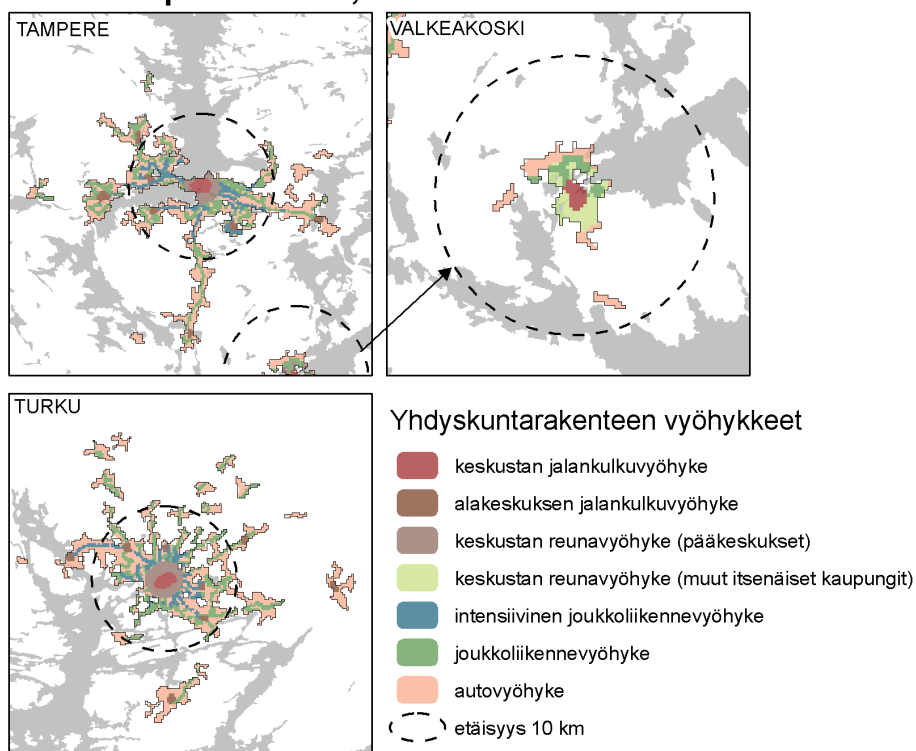 TAMPERE
VALKEAKOSKI
TURKU
Yhdyskuntarakenteen vyöhykkeet
keskustan jalankulkuvyöhyke
alakeskuksen jalankulkuvyöhyke
keskustan reunavyöhyke (pääkeskukset)
keskustan reunavyöhyke (muut itsenäiset kaupungit)
intensiivinen joukkoliikennevyöhyke
joukkoliikennevyöhyke
autovyöhyke
etäisyys 10 km